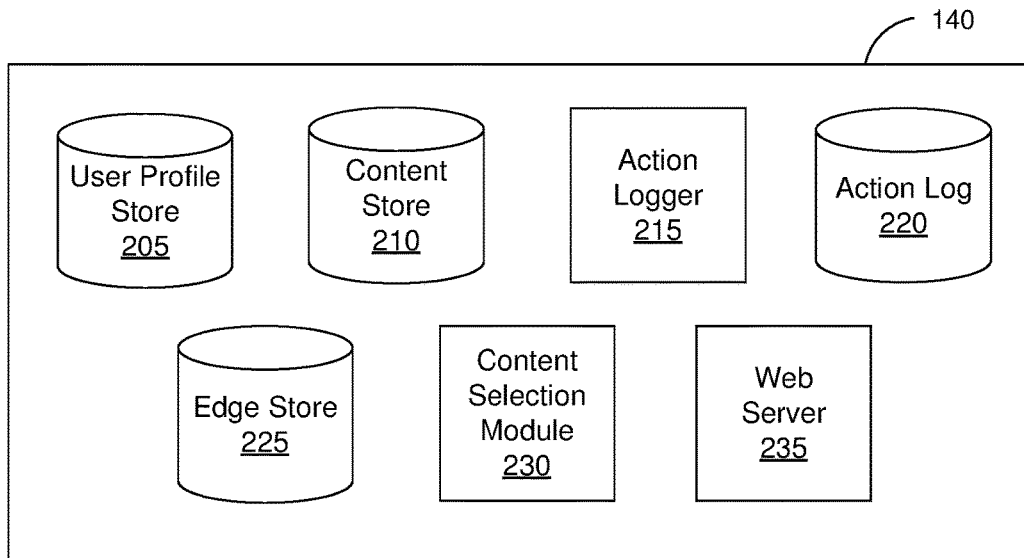 140
User Profile
Store
205
Content
Store
210
Action
Logger
215
Action Log
220
Edge Store
225
Content
Selection
Module
230
Web
Server
235